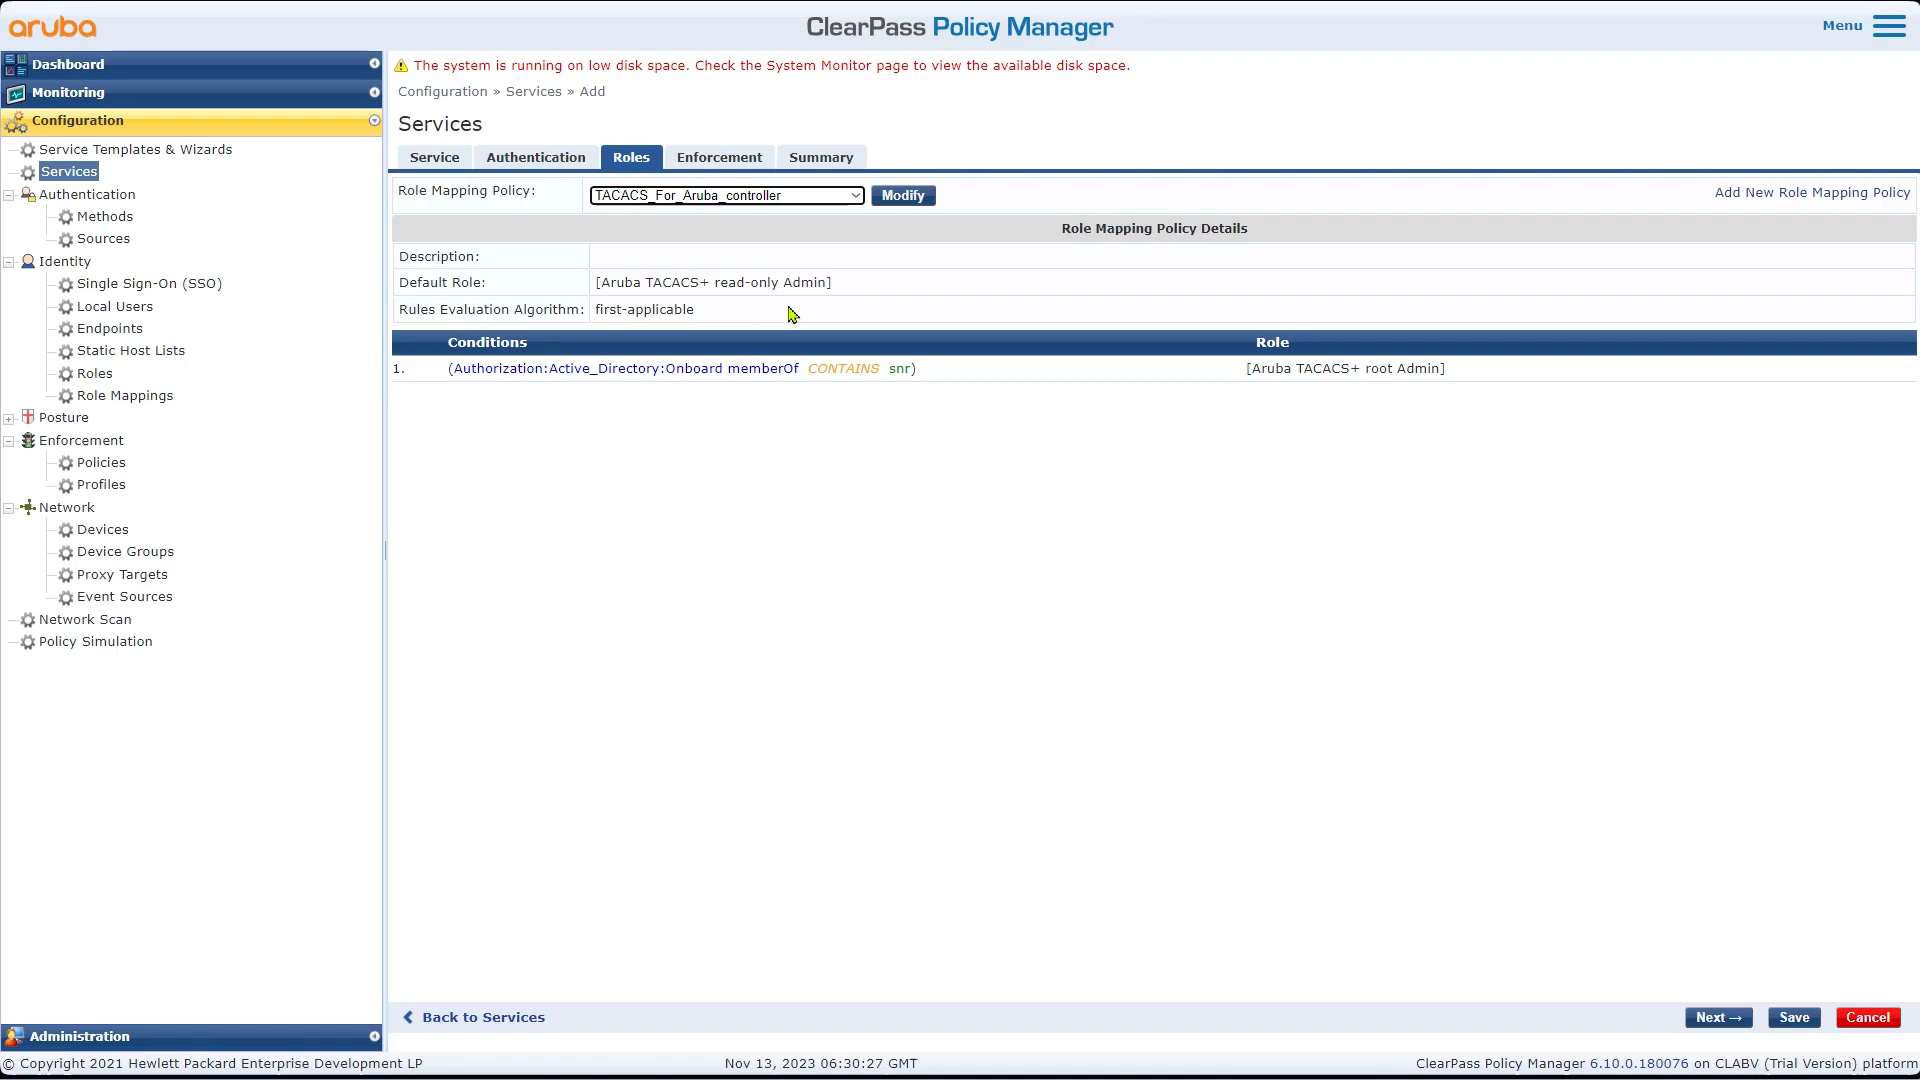 aruba
ClearPass Policy Manager
Menu
Dashboard
Monitoring
Configuration
Service Templates & Wizards
Services
Authentication
Methods
Sources
Identity
Single Sign-On (SSO)
Local Users
Endpoints
Static Host Lists
Roles
Role Mappings
Posture
Enforcement
Policies
Profiles
Network
Devices
Device Groups
Proxy Targets
Event Sources
Network Scan
Policy Simulation
Administration
The system is running on low disk space. Check the System Monitor page to view the available disk space.
Configuration » Services » Add
Services
Service Authentication Roles Enforcement Summary
Role Mapping Policy: TACACS_For_Aruba_controller Modify Add New Role Mapping Policy
Role Mapping Policy Details
Description:
Default Role: [Aruba TACACS+ read-only Admin]
Rules Evaluation Algorithm: first-applicable
Conditions Role
1. (Authorization:Active_Directory:Onboard memberOf CONTAINS snr) [Aruba TACACS+ root Admin]
Back to Services Next → Save Cancel
© Copyright 2021 Hewlett Packard Enterprise Development LP Nov 13, 2023 06:30:27 GMT ClearPass Policy Manager 6.10.0.180076 on CLABV (Trial Version) platform